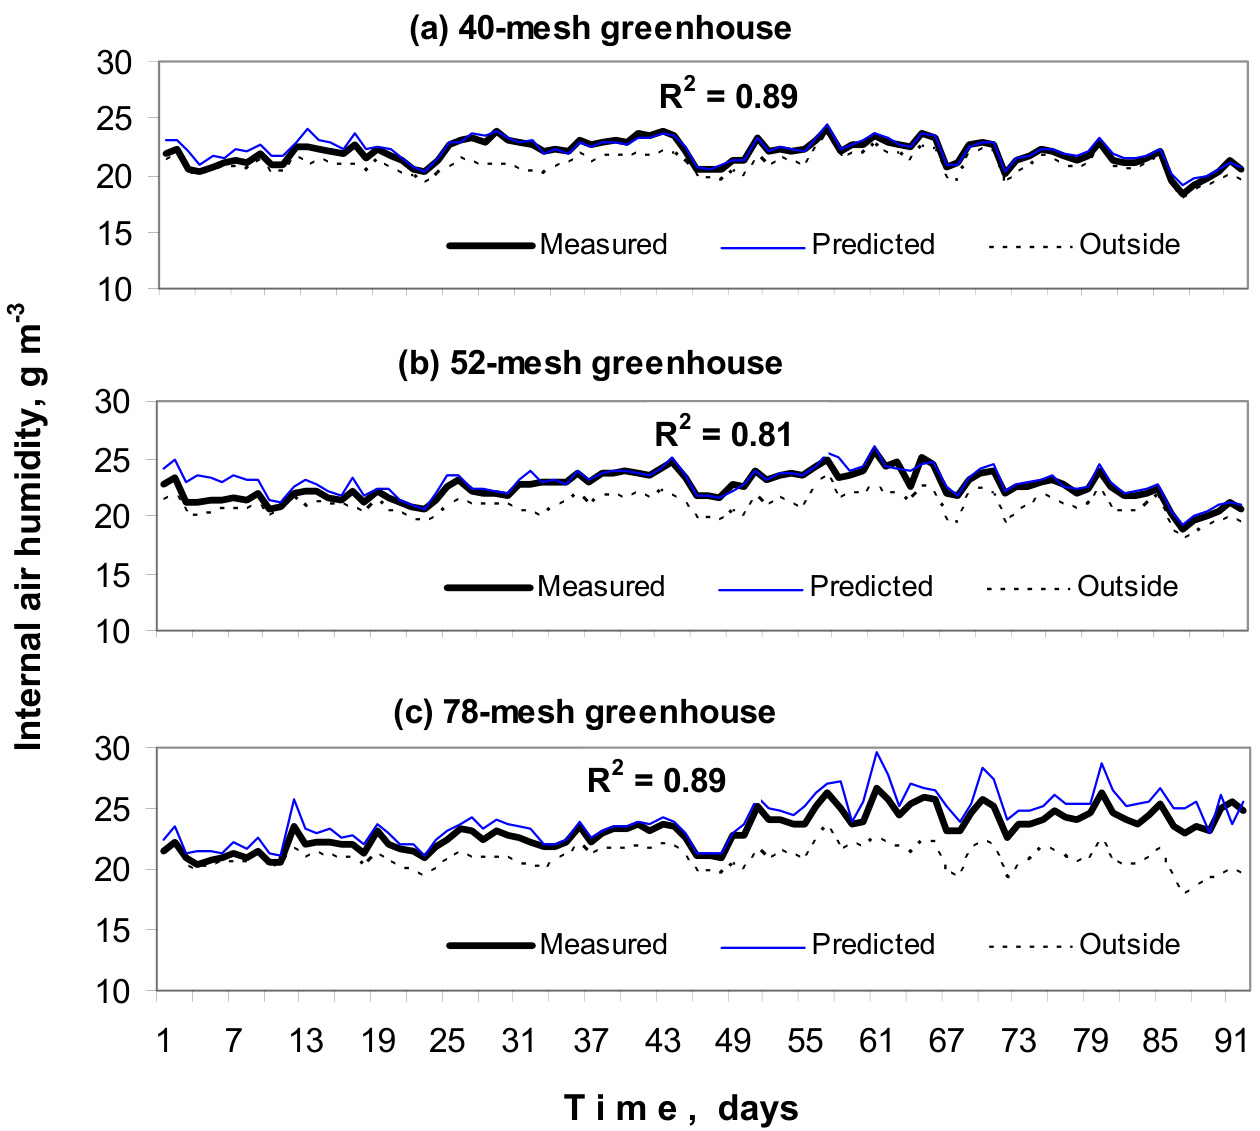 (a) 40-mesh greenhouse
30
25
20
15
10
R² = 0.89
Measured Predicted Outside
Internal air humidity, g m⁻³
(b) 52-mesh greenhouse
30
25
20
15
10
R² = 0.81
Measured Predicted Outside
(c) 78-mesh greenhouse
30
25
20
15
10
R² = 0.89
Measured Predicted Outside
1 7 13 19 25 31 37 43 49 55 61 67 73 79 85 91
Time, days